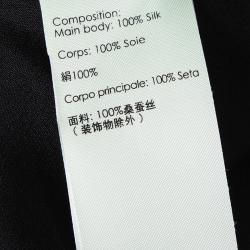 Composition:
Main body: 100% Silk
Corps: 100% Soie
絹100%
Corpo principale: 100% Seta
面料: 100%桑蚕丝
( 装饰物除外 )